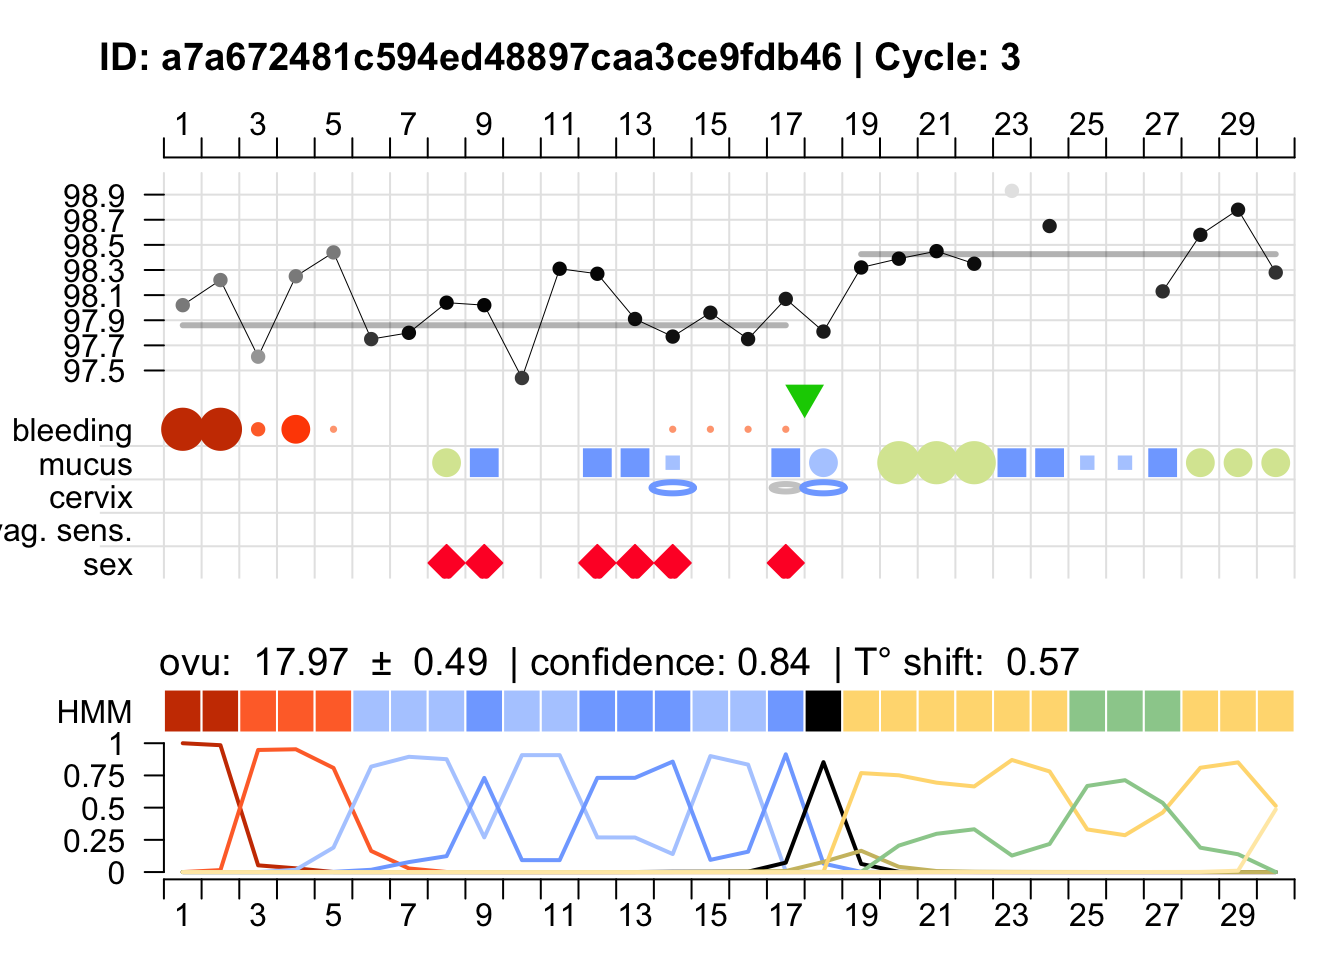 ID: a7a672481c594ed48897caa3ce9fdb46 | Cycle: 3
1 3 5 7 9 11 13 15 17 19 21 23 25 27 29
98.9
98.7
98.5
98.3
98.1
97.9
97.7
97.5
bleeding
mucus
cervix
vag. sens.
sex
ovu: 17.97 ± 0.49 | confidence: 0.84 | T° shift: 0.57
HMM
1
0.75
0.5
0.25
0
1 3 5 7 9 11 13 15 17 19 21 23 25 27 29